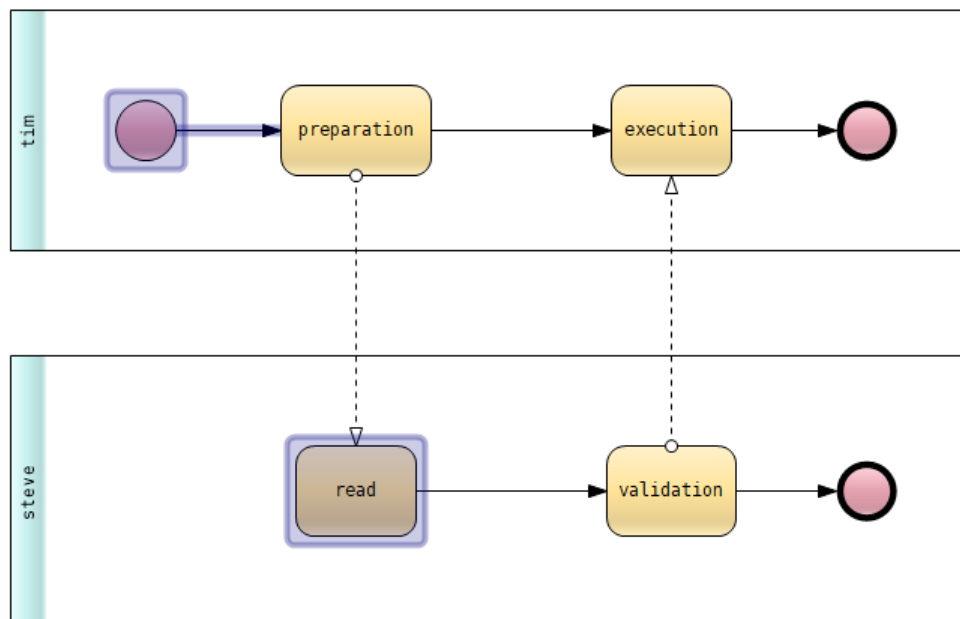 tim
preparation
execution
steve
read
validation